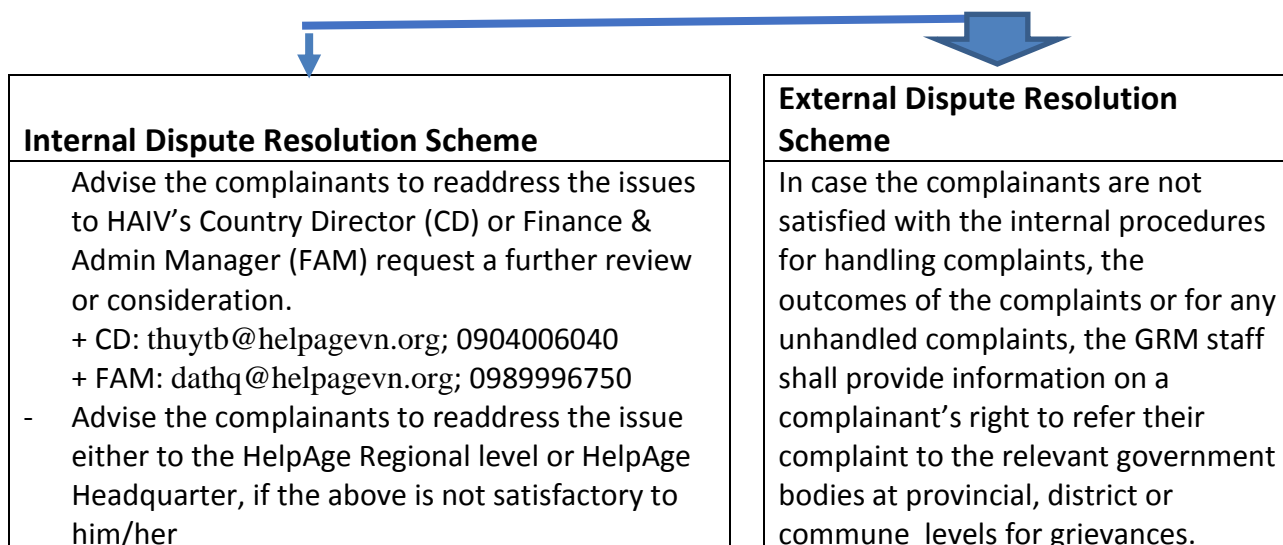 Internal Dispute Resolution Scheme
Advise the complainants to readdress the issues
to HAIV's Country Director (CD) or Finance &
Admin Manager (FAM) request a further review
or consideration.
+ CD: thuytb@helpagevn.org; 0904006040
+ FAM: dathq@helpagevn.org; 0989996750
- Advise the complainants to readdress the issue
either to the HelpAge Regional level or HelpAge
Headquarter, if the above is not satisfactory to
him/her
External Dispute Resolution
Scheme
In case the complainants are not
satisfied with the internal procedures
for handling complaints, the
outcomes of the complaints or for any
unhandled complaints, the GRM staff
shall provide information on a
complainant's right to refer their
complaint to the relevant government
bodies at provincial, district or
commune levels for grievances.